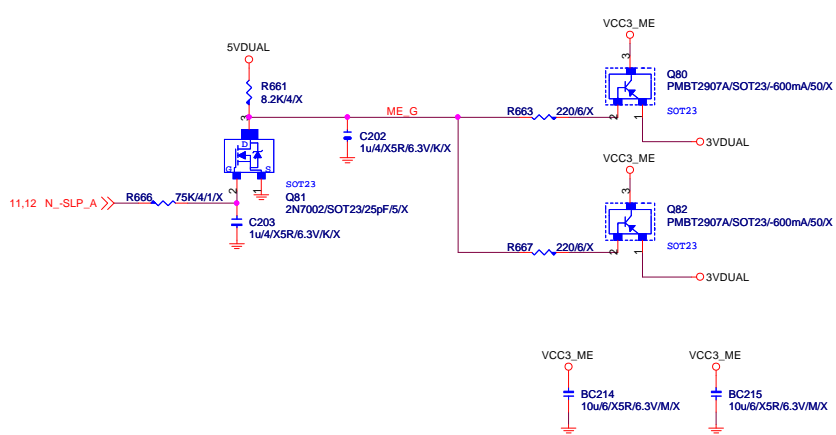 VCC3_ME
3
Q80
PMBT2907A/SOT23/-600mA/50/X
SOT23
2
1
3VDUAL
5VDUAL
R661
8.2K/4/X
3
ME_G
R663
220/6/X
C202
1u/4/X5R/6.3V/K/X
D
G
S
2
1
SOT23
Q81
2N7002/SOT23/25pF/5/X
11,12 N_-SLP_A
R666
75K/4/1/X
C203
1u/4/X5R/6.3V/K/X
VCC3_ME
3
Q82
PMBT2907A/SOT23/-600mA/50/X
SOT23
2
1
R667
220/6/X
3VDUAL
VCC3_ME
BC214
10u/6/X5R/6.3V/M/X
VCC3_ME
BC215
10u/6/X5R/6.3V/M/X